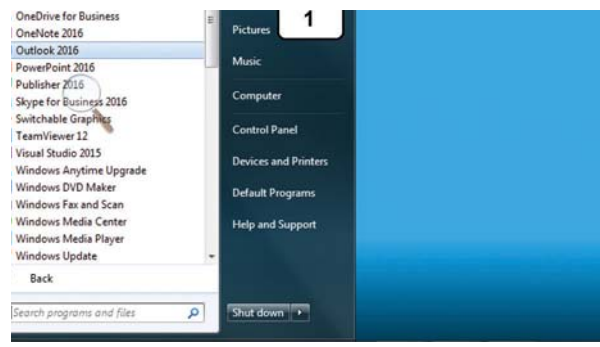 OneDrive for Business
OneNote 2016
Outlook 2016
PowerPoint 2016
Publisher 2016
Skype for Business 2016
Switchable Graphics
TeamViewer 12
Visual Studio 2015
Windows Anytime Upgrade
Windows DVD Maker
Windows Fax and Scan
Windows Media Center
Windows Media Player
Windows Update
Back
Search programs and files
1
Pictures
Music
Computer
Control Panel
Devices and Printers
Default Programs
Help and Support
Shut down